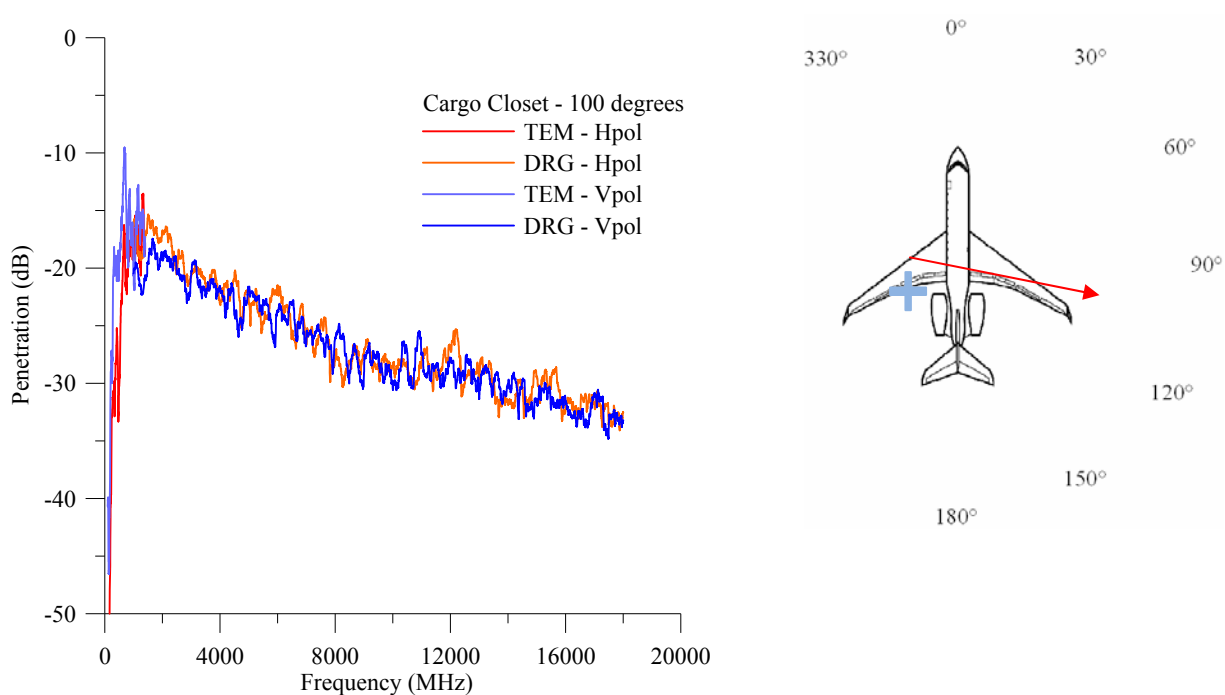 0
-10
-20
-30
-40
-50
Penetration (dB)
0 4000 8000 12000 16000 20000
Frequency (MHz)
Cargo Closet - 100 degrees
TEM - Hpol
DRG - Hpol
TEM - Vpol
DRG - Vpol
0°
330° 30°
60°
90°
120°
150°
180°